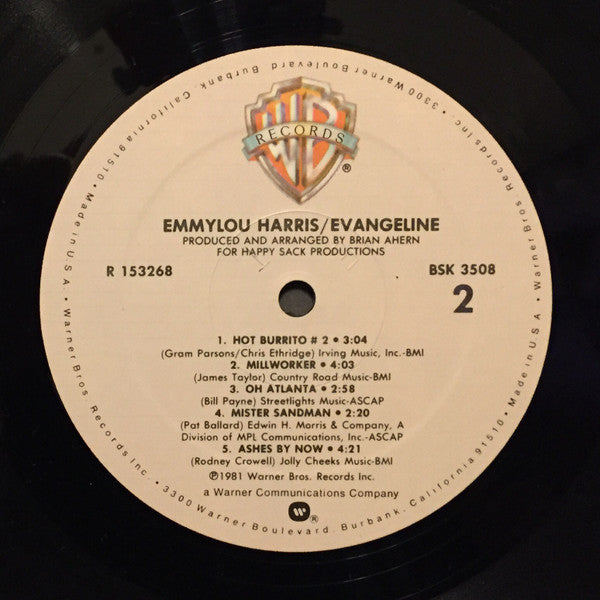 RECORDS
®
EMMYLOU HARRIS/EVANGELINE
PRODUCED AND ARRANGED BY BRIAN AHERN
FOR HAPPY SACK PRODUCTIONS
R 153268
BSK 3508
2
1. HOT BURRITO # 2 • 3:04
(Gram Parsons/Chris Ethridge) Irving Music, Inc.-BMI
2. MILLWORKER • 4:03
(James Taylor) Country Road Music-BMI
3. OH ATLANTA • 2:58
(Bill Payne) Streetlights Music-ASCAP
4. MISTER SANDMAN • 2:20
(Pat Ballard) Edwin H. Morris & Company, A
Division of MPL Communications, Inc.-ASCAP
5. ASHES BY NOW • 4:21
(Rodney Crowell) Jolly Cheeks Music-BMI
℗1981 Warner Bros. Records Inc.
a Warner Communications Company
W ®
Made in U.S.A. • Warner Bros. Records Inc. • 3300 Warner Boulevard, Burbank, California 91510 • Made in U.S.A. • Warner Bros. Records Inc. • 3300 Warner Boulevard, Burbank, California 91510 •